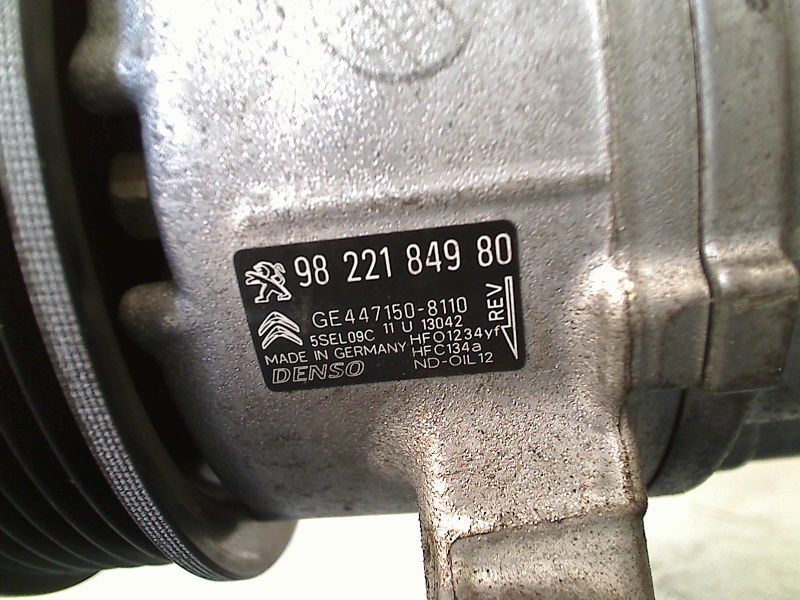 98 221 849 80
GE447150-8110
5SEL09C 11 U 13042
HFO1234yf
MADE IN GERMANY
HFC134a
DENSO
ND-OIL12
REV